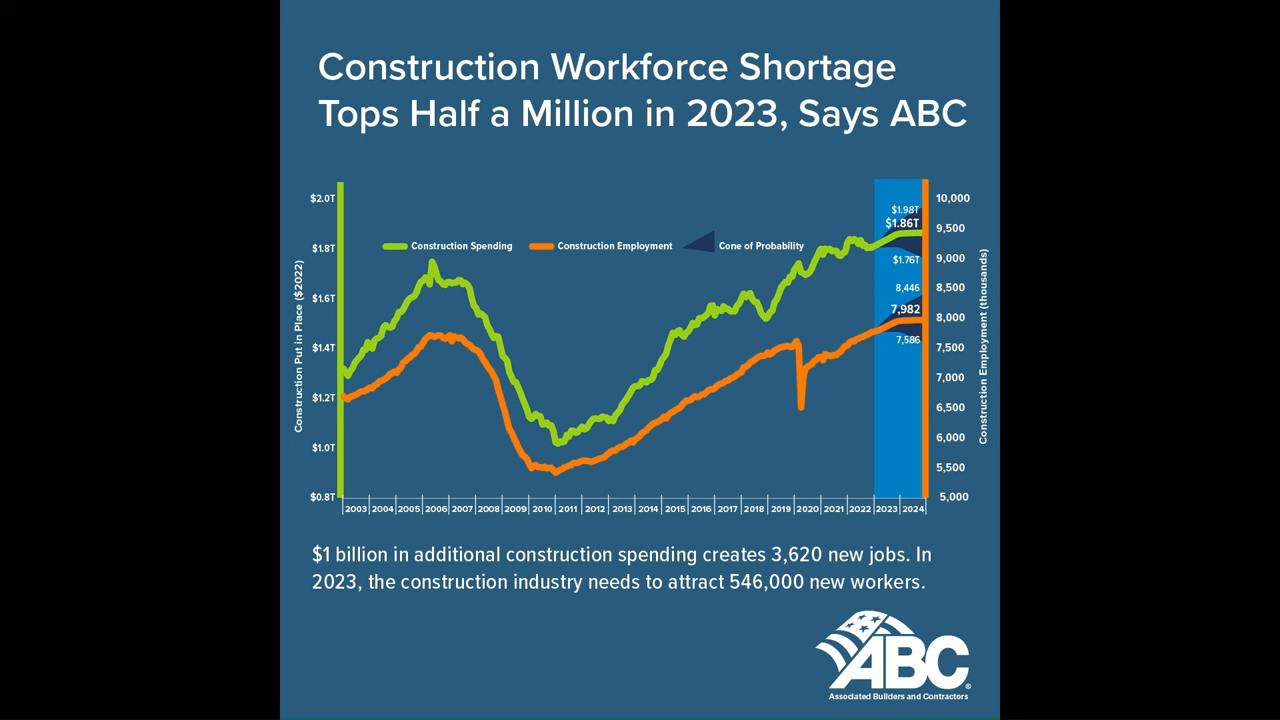 Construction Workforce Shortage
Tops Half a Million in 2023, Says ABC
Construction Put in Place ($2022)
$2.0T
$1.8T
$1.6T
$1.4T
$1.2T
$1.0T
$0.8T
Construction Spending
Construction Employment
Cone of Probability
$1.98T
$1.86T
$1.76T
8,446
7,982
7,586
10,000
9,500
9,000
8,500
8,000
7,500
7,000
6,500
6,000
5,500
5,000
Construction Employment (thousands)
2003 2004 2005 2006 2007 2008 2009 2010 2011 2012 2013 2014 2015 2016 2017 2018 2019 2020 2021 2022 2023 2024
$1 billion in additional construction spending creates 3,620 new jobs. In
2023, the construction industry needs to attract 546,000 new workers.
ABC®
Associated Builders and Contractors